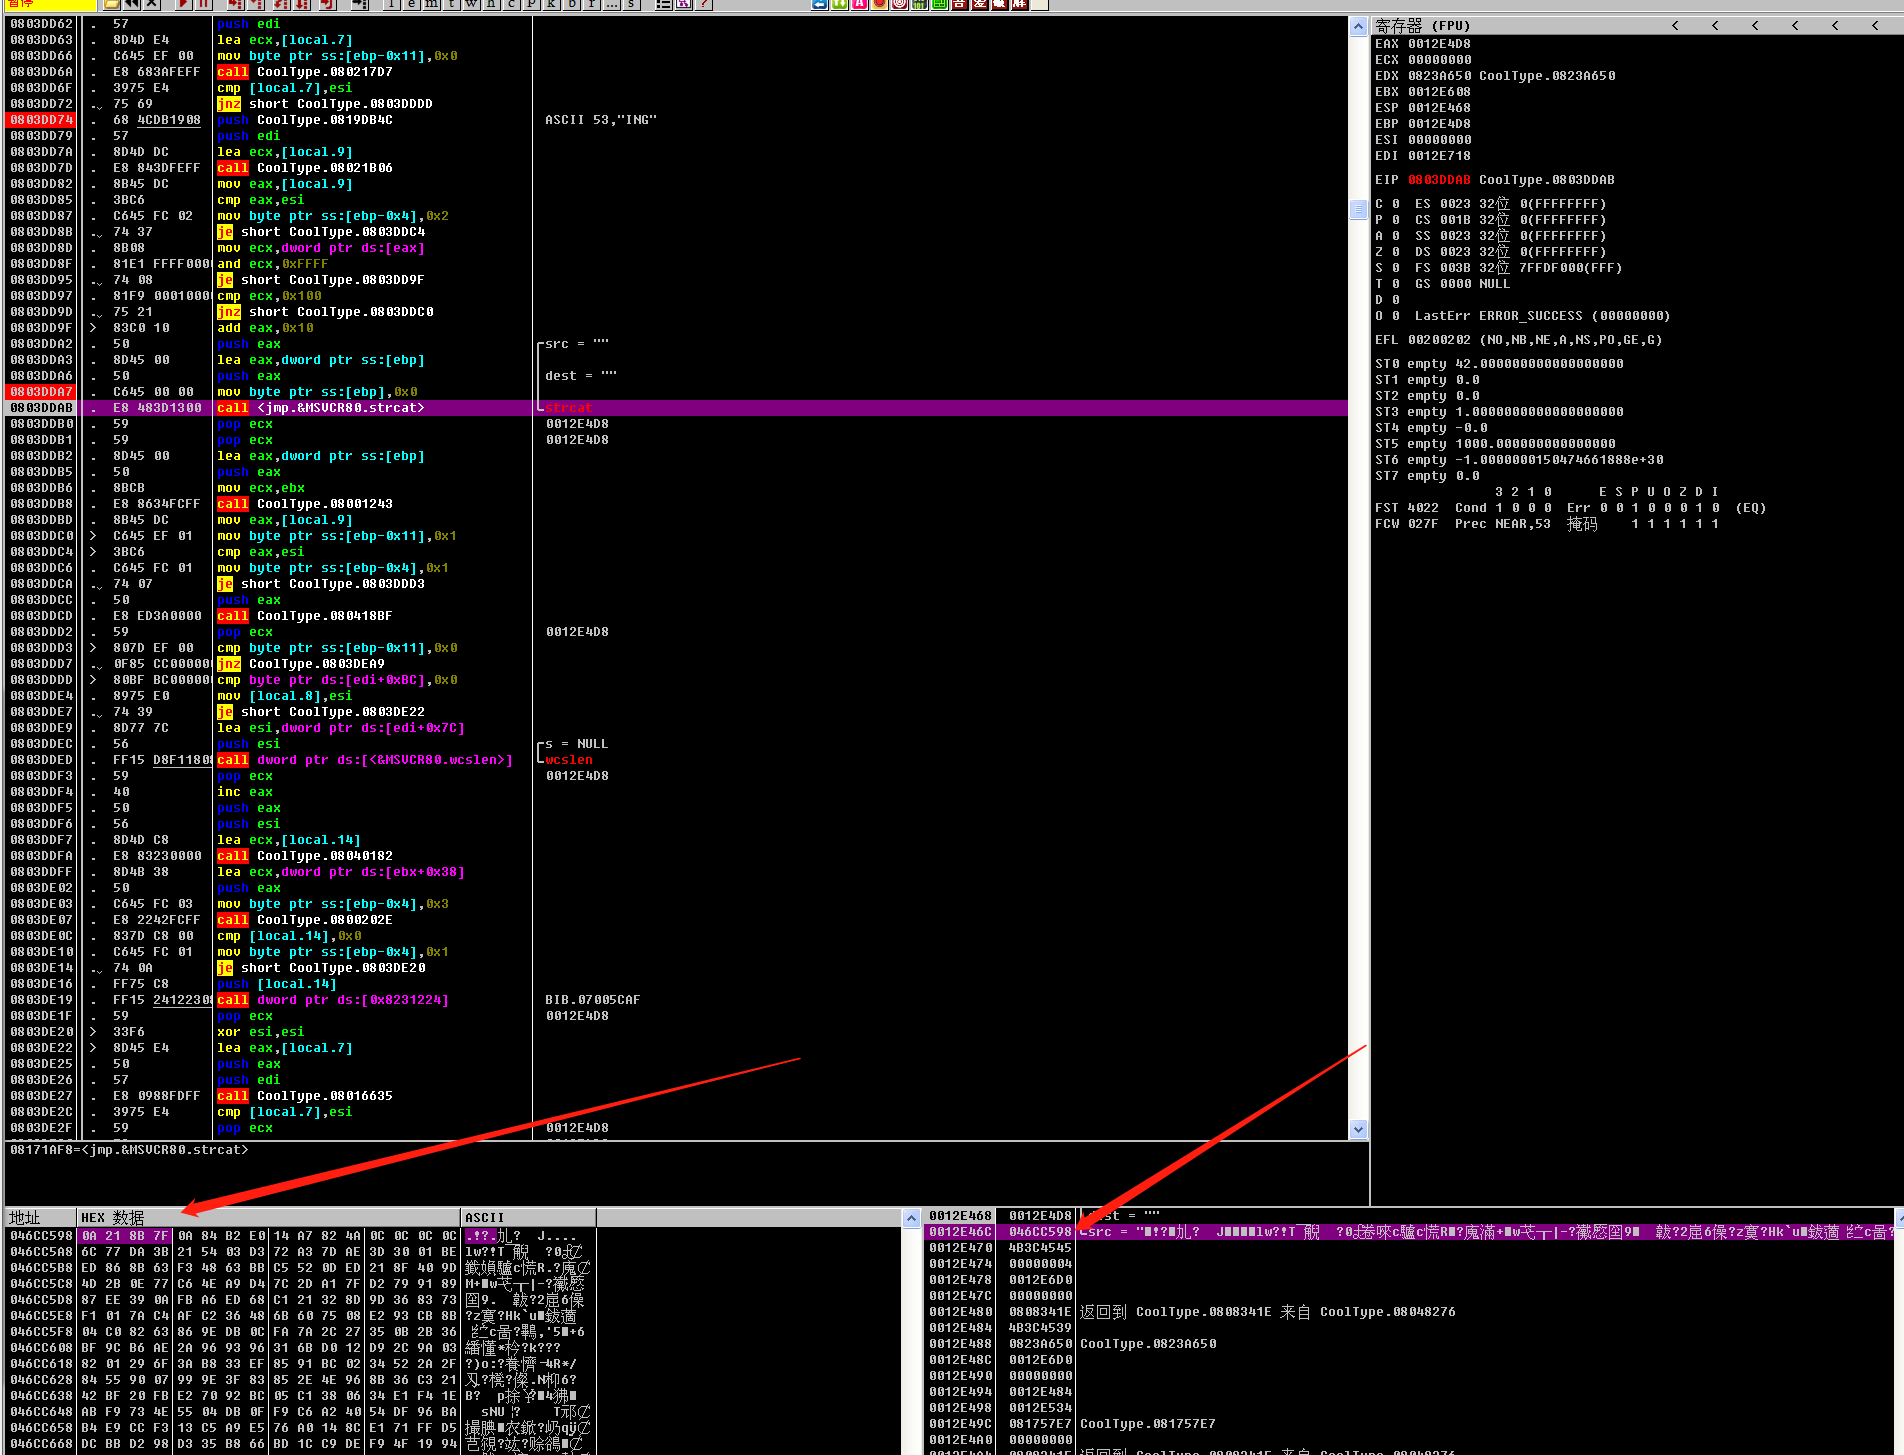 暂停
l e m t w h c p k b r ... s
0803DD62 . 57 push edi
0803DD63 . 8D4D E4 lea ecx,[local.7]
0803DD66 . C645 EF 00 mov byte ptr ss:[ebp-0x11],0x0
0803DD6A . E8 683AFEFF call CoolType.080217D7
0803DD6F . 3975 E4 cmp [local.7],esi
0803DD72 . 75 69 jnz short CoolType.0803DDDD
0803DD74 . 68 4CDB1908 push CoolType.0819DB4C ASCII 53,"ING"
0803DD79 . 57 push edi
0803DD7A . 8D4D DC lea ecx,[local.9]
0803DD7D . E8 843DFEFF call CoolType.08021B06
0803DD82 . 8B45 DC mov eax,[local.9]
0803DD85 . 3BC6 cmp eax,esi
0803DD87 . C645 FC 02 mov byte ptr ss:[ebp-0x4],0x2
0803DD8B . 74 37 je short CoolType.0803DDC4
0803DD8D . 8B08 mov ecx,dword ptr ds:[eax]
0803DD8F . 81E1 FFFF000 and ecx,0xFFFF
0803DD95 . 74 08 je short CoolType.0803DD9F
0803DD97 . 81F9 0001000 cmp ecx,0x100
0803DD9D . 75 21 jnz short CoolType.0803DDC0
0803DD9F > 83C0 10 add eax,0x10
0803DDA2 . 50 push eax src = ""
0803DDA3 . 8D45 00 lea eax,dword ptr ss:[ebp]
0803DDA6 . 50 push eax dest = ""
0803DDA7 . C645 00 00 mov byte ptr ss:[ebp],0x0
0803DDAB . E8 483D1300 call <jmp.&MSVCR80.strcat> strcat
0803DDB0 . 59 pop ecx 0012E4D8
0803DDB1 . 59 pop ecx 0012E4D8
0803DDB2 . 8D45 00 lea eax,dword ptr ss:[ebp]
0803DDB5 . 50 push eax
0803DDB6 . 8BCB mov ecx,ebx
0803DDB8 . E8 8634FCFF call CoolType.08001243
0803DDBD . 8B45 DC mov eax,[local.9]
0803DDC0 > C645 EF 01 mov byte ptr ss:[ebp-0x11],0x1
0803DDC4 > 3BC6 cmp eax,esi
0803DDC6 . C645 FC 01 mov byte ptr ss:[ebp-0x4],0x1
0803DDCA . 74 07 je short CoolType.0803DDD3
0803DDCC . 50 push eax
0803DDCD . E8 ED3A0000 call CoolType.080418BF
0803DDD2 . 59 pop ecx 0012E4D8
0803DDD3 > 807D EF 00 cmp byte ptr ss:[ebp-0x11],0x0
0803DDD7 . 0F85 CC00000 jnz CoolType.0803DEA9
0803DDDD > 80BF BC00000 cmp byte ptr ds:[edi+0xBC],0x0
0803DDE4 . 8975 E0 mov [local.8],esi
0803DDE7 . 74 39 je short CoolType.0803DE22
0803DDE9 . 8D77 7C lea esi,dword ptr ds:[edi+0x7C]
0803DDEC . 56 push esi s = NULL
0803DDED . FF15 D8F1180 call dword ptr ds:[<&MSVCR80.wcslen>] wcslen
0803DDF3 . 59 pop ecx 0012E4D8
0803DDF4 . 40 inc eax
0803DDF5 . 50 push eax
0803DDF6 . 56 push esi
0803DDF7 . 8D4D C8 lea ecx,[local.14]
0803DDFA . E8 83230000 call CoolType.08040182
0803DDFF . 8D4B 38 lea ecx,dword ptr ds:[ebx+0x38]
0803DE02 . 50 push eax
0803DE03 . C645 FC 03 mov byte ptr ss:[ebp-0x4],0x3
0803DE07 . E8 2242FCFF call CoolType.0800202E
0803DE0C . 837D C8 00 cmp [local.14],0x0
0803DE10 . C645 FC 01 mov byte ptr ss:[ebp-0x4],0x1
0803DE14 . 74 0A je short CoolType.0803DE20
0803DE16 . FF75 C8 push [local.14]
0803DE19 . FF15 2412230 call dword ptr ds:[0x8231224] BIB.07005CAF
0803DE1F . 59 pop ecx 0012E4D8
0803DE20 > 33F6 xor esi,esi
0803DE22 > 8D45 E4 lea eax,[local.7]
0803DE25 . 50 push eax
0803DE26 . 57 push edi
0803DE27 . E8 0988FDFF call CoolType.08016635
0803DE2C . 3975 E4 cmp [local.7],esi
0803DE2F . 59 pop ecx 0012E4D8
08171AF8=<jmp.&MSVCR80.strcat>
寄存器 (FPU) < < < < < <
EAX 0012E4D8
ECX 00000000
EDX 0823A650 CoolType.0823A650
EBX 0012E608
ESP 0012E468
EBP 0012E4D8
ESI 00000000
EDI 0012E718
EIP 0803DDAB CoolType.0803DDAB
C 0 ES 0023 32位 0(FFFFFFFF)
P 0 CS 001B 32位 0(FFFFFFFF)
A 0 SS 0023 32位 0(FFFFFFFF)
Z 0 DS 0023 32位 0(FFFFFFFF)
S 0 FS 003B 32位 7FFDF000(FFF)
T 0 GS 0000 NULL
D 0
O 0 LastErr ERROR_SUCCESS (00000000)
EFL 00200202 (NO,NB,NE,A,NS,PO,GE,G)
ST0 empty 42.000000000000000000
ST1 empty 0.0
ST2 empty 0.0
ST3 empty 1.0000000000000000000
ST4 empty -0.0
ST5 empty 1000.000000000000000
ST6 empty -1.0000000150474661888e+30
ST7 empty 0.0
3 2 1 0 E S P U O Z D I
FST 4022 Cond 1 0 0 0 Err 0 0 1 0 0 0 1 0 (EQ)
FCW 027F Prec NEAR,53 掩码 1 1 1 1 1 1
地址 HEX 数据 ASCII
046CC598 0A 21 8B 7F 0A 84 B2 E0 14 A7 82 4A 0C 0C 0C 0C
046CC5A8 6C 77 DA 3B 21 54 03 D3 72 A3 7D AE 3D 30 01 BE
046CC5B8 ED 86 8B 63 F3 48 63 BB C5 52 0D ED 21 8F 40 9D
046CC5C8 4D 2B 0E 77 C6 4E A9 D4 7C 2D A1 7F D2 79 91 89
046CC5D8 87 EE 39 0A FB A6 ED 68 C1 21 32 8D 9D 36 83 73
046CC5E8 F1 01 7A C4 AF C2 36 48 6B 60 75 08 E2 93 CB 8B
046CC5F8 04 C0 82 63 86 9E DB 0C FA 7A 2C 27 35 0B 2B 36
046CC608 BF 9C B6 AE 2A 96 93 96 31 6B D0 12 D9 2C 9A 03
046CC618 82 01 29 6F 3A B8 33 EF 85 91 BC 02 34 52 2A 2F
046CC628 84 55 90 07 99 9E 3F 83 85 2E 4E 96 8B 36 C3 21
046CC638 42 BF 20 FB E2 70 92 BC 05 C1 38 06 34 E1 F4 1E
046CC648 AB F9 73 4E 55 04 DB 0F F9 C6 A2 40 54 DF 96 BA
046CC658 B4 E9 CC F3 13 C5 A9 E5 76 A0 14 8C E1 71 FF D5
046CC668 DC BB D2 98 D3 35 B8 66 BD 1C C9 DE F9 4F 19 94
0012E468 0012E4D8 dest = ""
0012E46C 046CC598 src =
0012E470 4B3C4545
0012E474 00000004
0012E478 0012E6D0
0012E47C 00000000
0012E480 0808341E 返回到 CoolType.0808341E 来自 CoolType.08048276
0012E484 4B3C4539
0012E488 0823A650 CoolType.0823A650
0012E48C 0012E6D0
0012E490 00000000
0012E494 0012E484
0012E498 0012E534
0012E49C 081757E7 CoolType.081757E7
0012E4A0 00000000